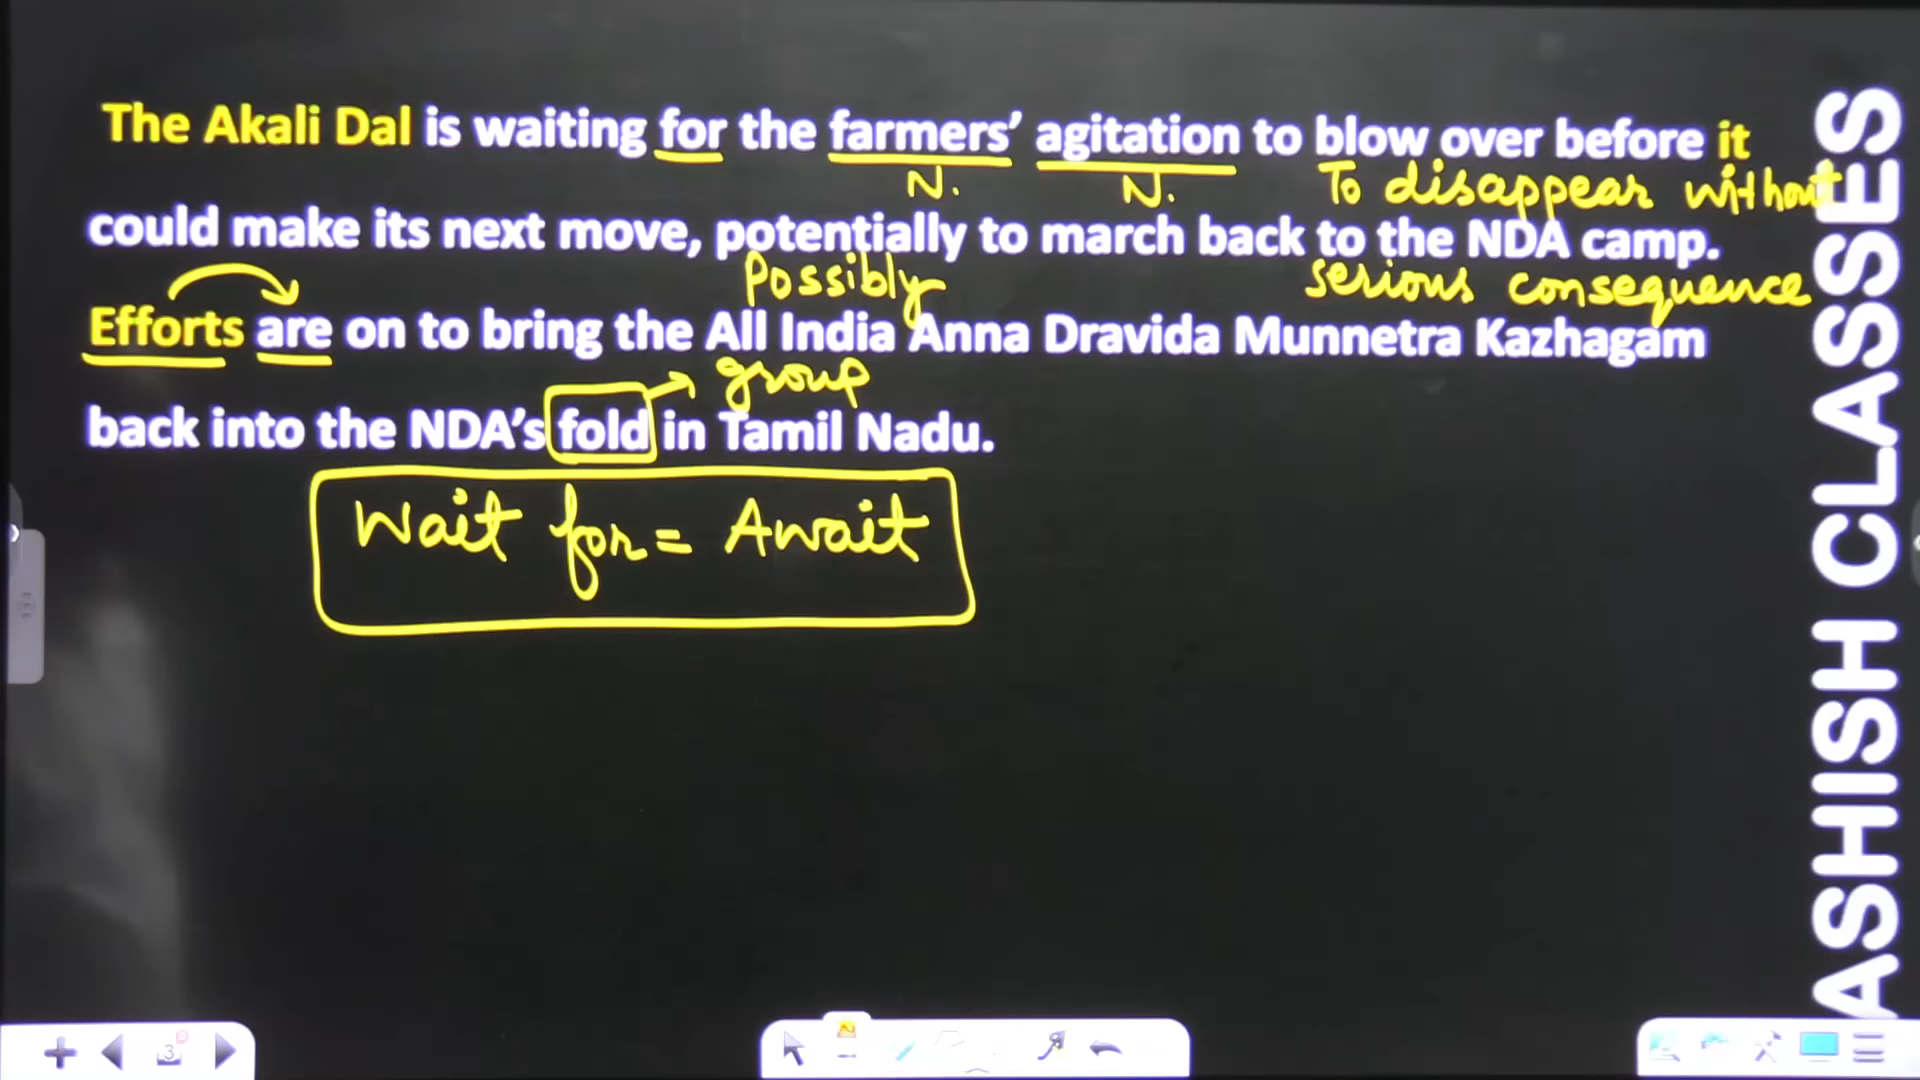 The Akali Dal is waiting for the farmers’ agitation to blow over before it
N. N. To disappear without
could make its next move, potentially to march back to the NDA camp.
Possibly serious consequence
Efforts are on to bring the All India Anna Dravida Munnetra Kazhagam
group
back into the NDA’s fold in Tamil Nadu.
Wait for = Await
ASHISH CLASSES
3